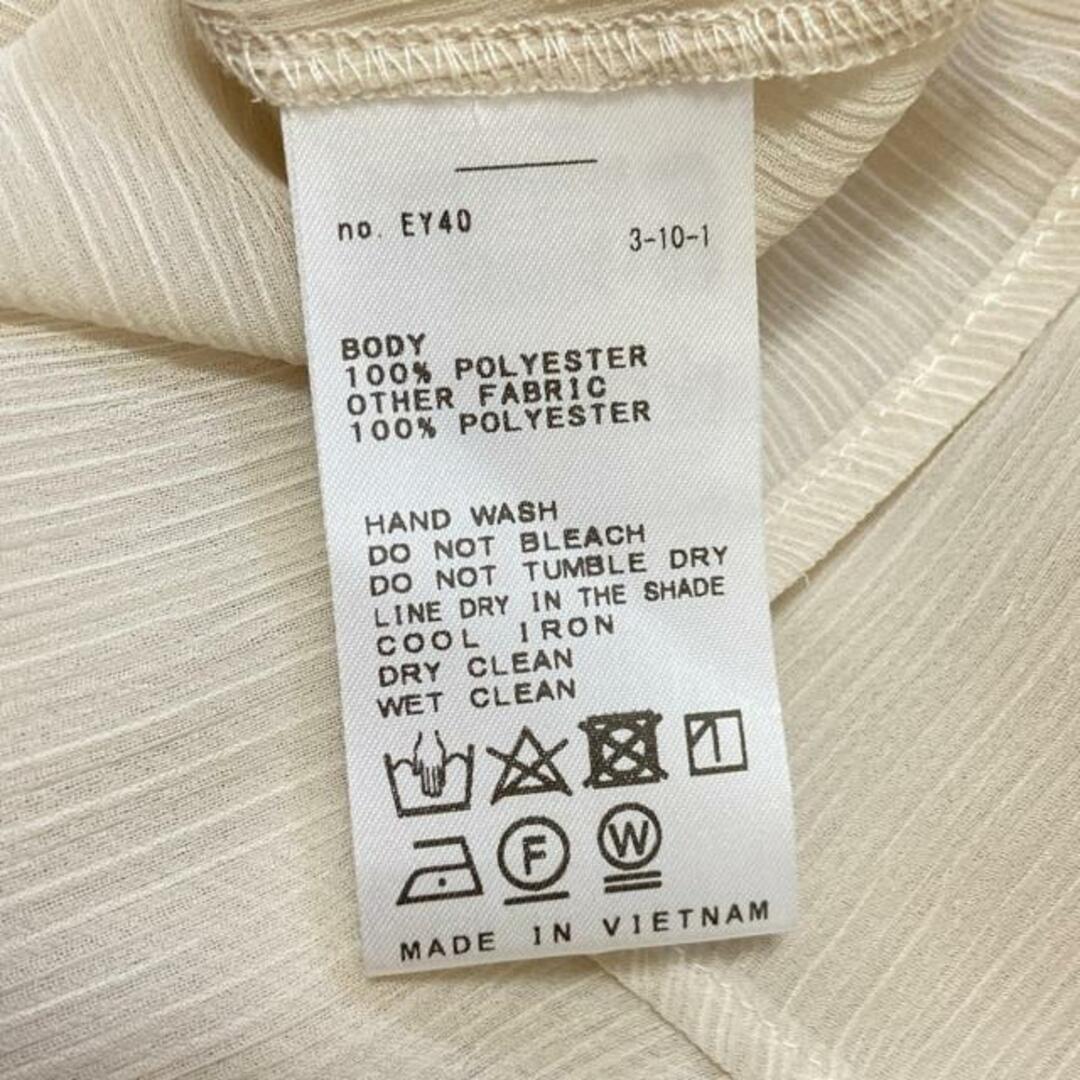 no. EY40
3-10-1
BODY
100% POLYESTER
OTHER FABRIC
100% POLYESTER
HAND WASH
DO NOT BLEACH
DO NOT TUMBLE DRY
LINE DRY IN THE SHADE
COOL IRON
DRY CLEAN
WET CLEAN
F W
MADE IN VIETNAM